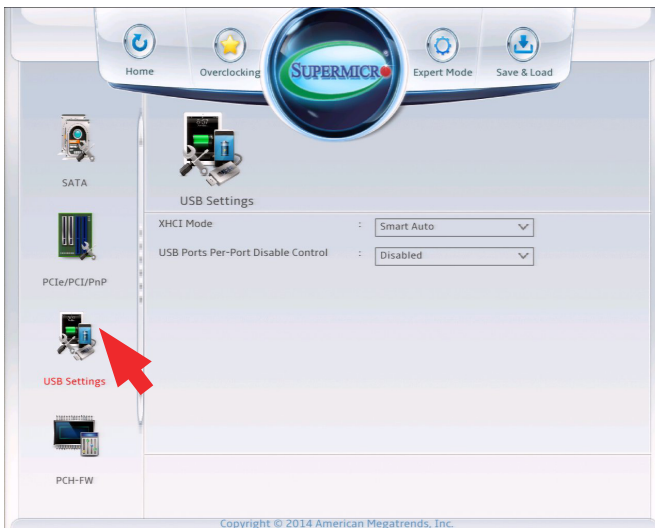 Home
Overclocking
SUPERMICRO
Expert Mode
Save & Load
SATA
USB Settings
XHCI Mode : Smart Auto
USB Ports Per-Port Disable Control : Disabled
PCIe/PCI/PnP
USB Settings
PCH-FW
Copyright © 2014 American Megatrends, Inc.